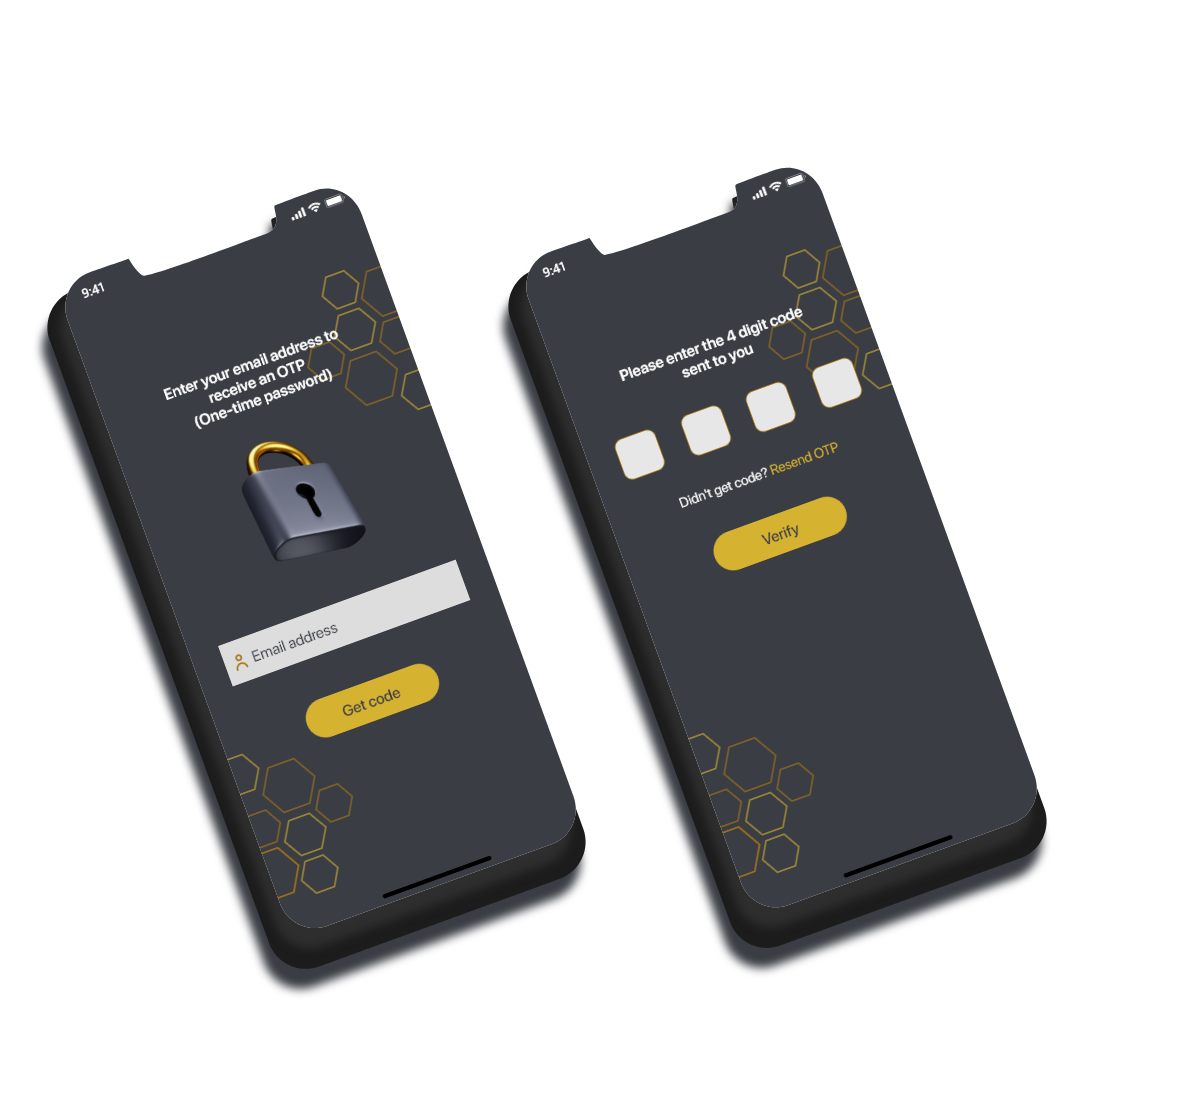 9:41
Enter your email address to
receive an OTP
(One-time password)
Email address
Get code
9:41
Please enter the 4 digit code
sent to you
Didn't get code? Resend OTP
Verify